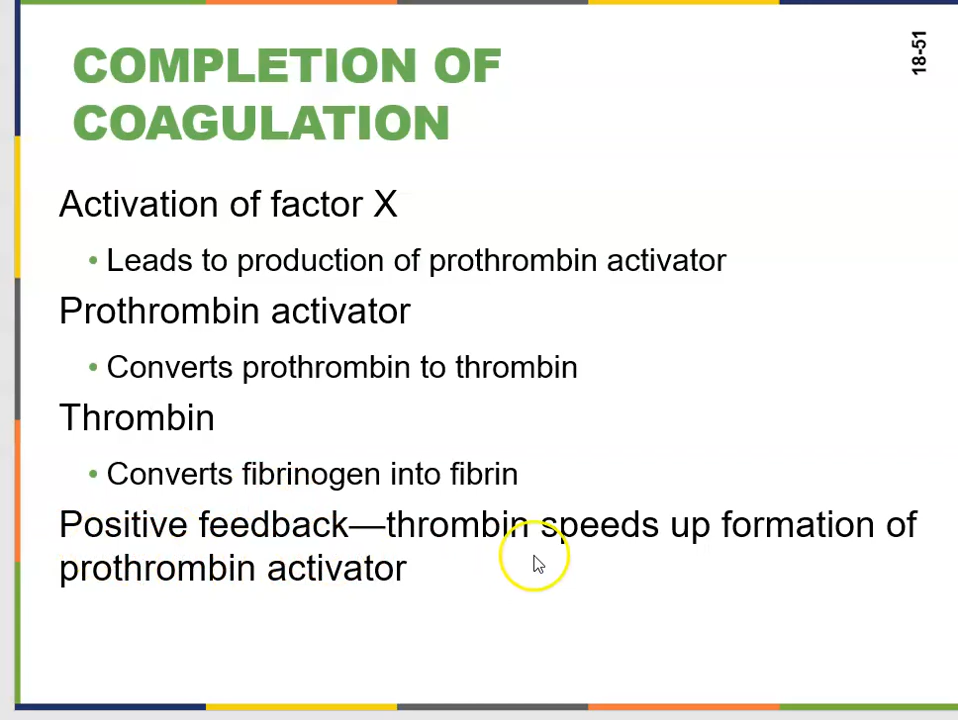 18-51
COMPLETION OF
COAGULATION
Activation of factor X
• Leads to production of prothrombin activator
Prothrombin activator
• Converts prothrombin to thrombin
Thrombin
• Converts fibrinogen into fibrin
Positive feedback—thrombin speeds up formation of
prothrombin activator